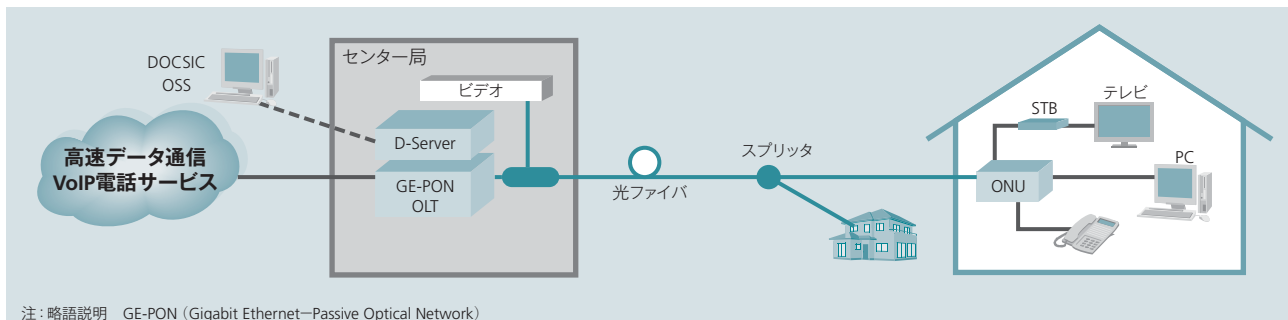 DOCSIC
OSS
高速データ通信
VoIP電話サービス
センター局
ビデオ
D-Server
GE-PON
OLT
光ファイバ
スプリッタ
STB
テレビ
PC
ONU
注：略語説明　GE-PON（Gigabit Ethernet−Passive Optical Network）